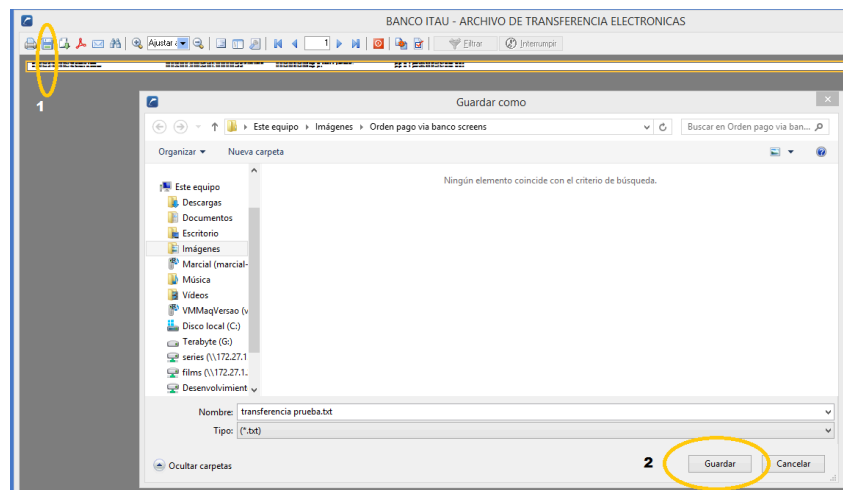 BANCO ITAU - ARCHIVO DE TRANSFERENCIA ELECTRONICAS
Ajustar 1 Filtrar Interrumpir
1
Guardar como
Este equipo Imágenes Orden pago via banco screens Buscar en Orden pago via ban...
Organizar Nueva carpeta
Ningún elemento coincide con el criterio de búsqueda.
Este equipo
Descargas
Documentos
Escritorio
Imágenes
Marcial (marcial-
Música
Vídeos
VMMaqVersao (v
Disco local (C:)
Terabyte (G:)
series (\\172.27.1
films (\\172.27.1.
Desenvolvimient
Nombre: transferencia prueba.txt
Tipo: (*.txt)
Ocultar carpetas 2 Guardar Cancelar